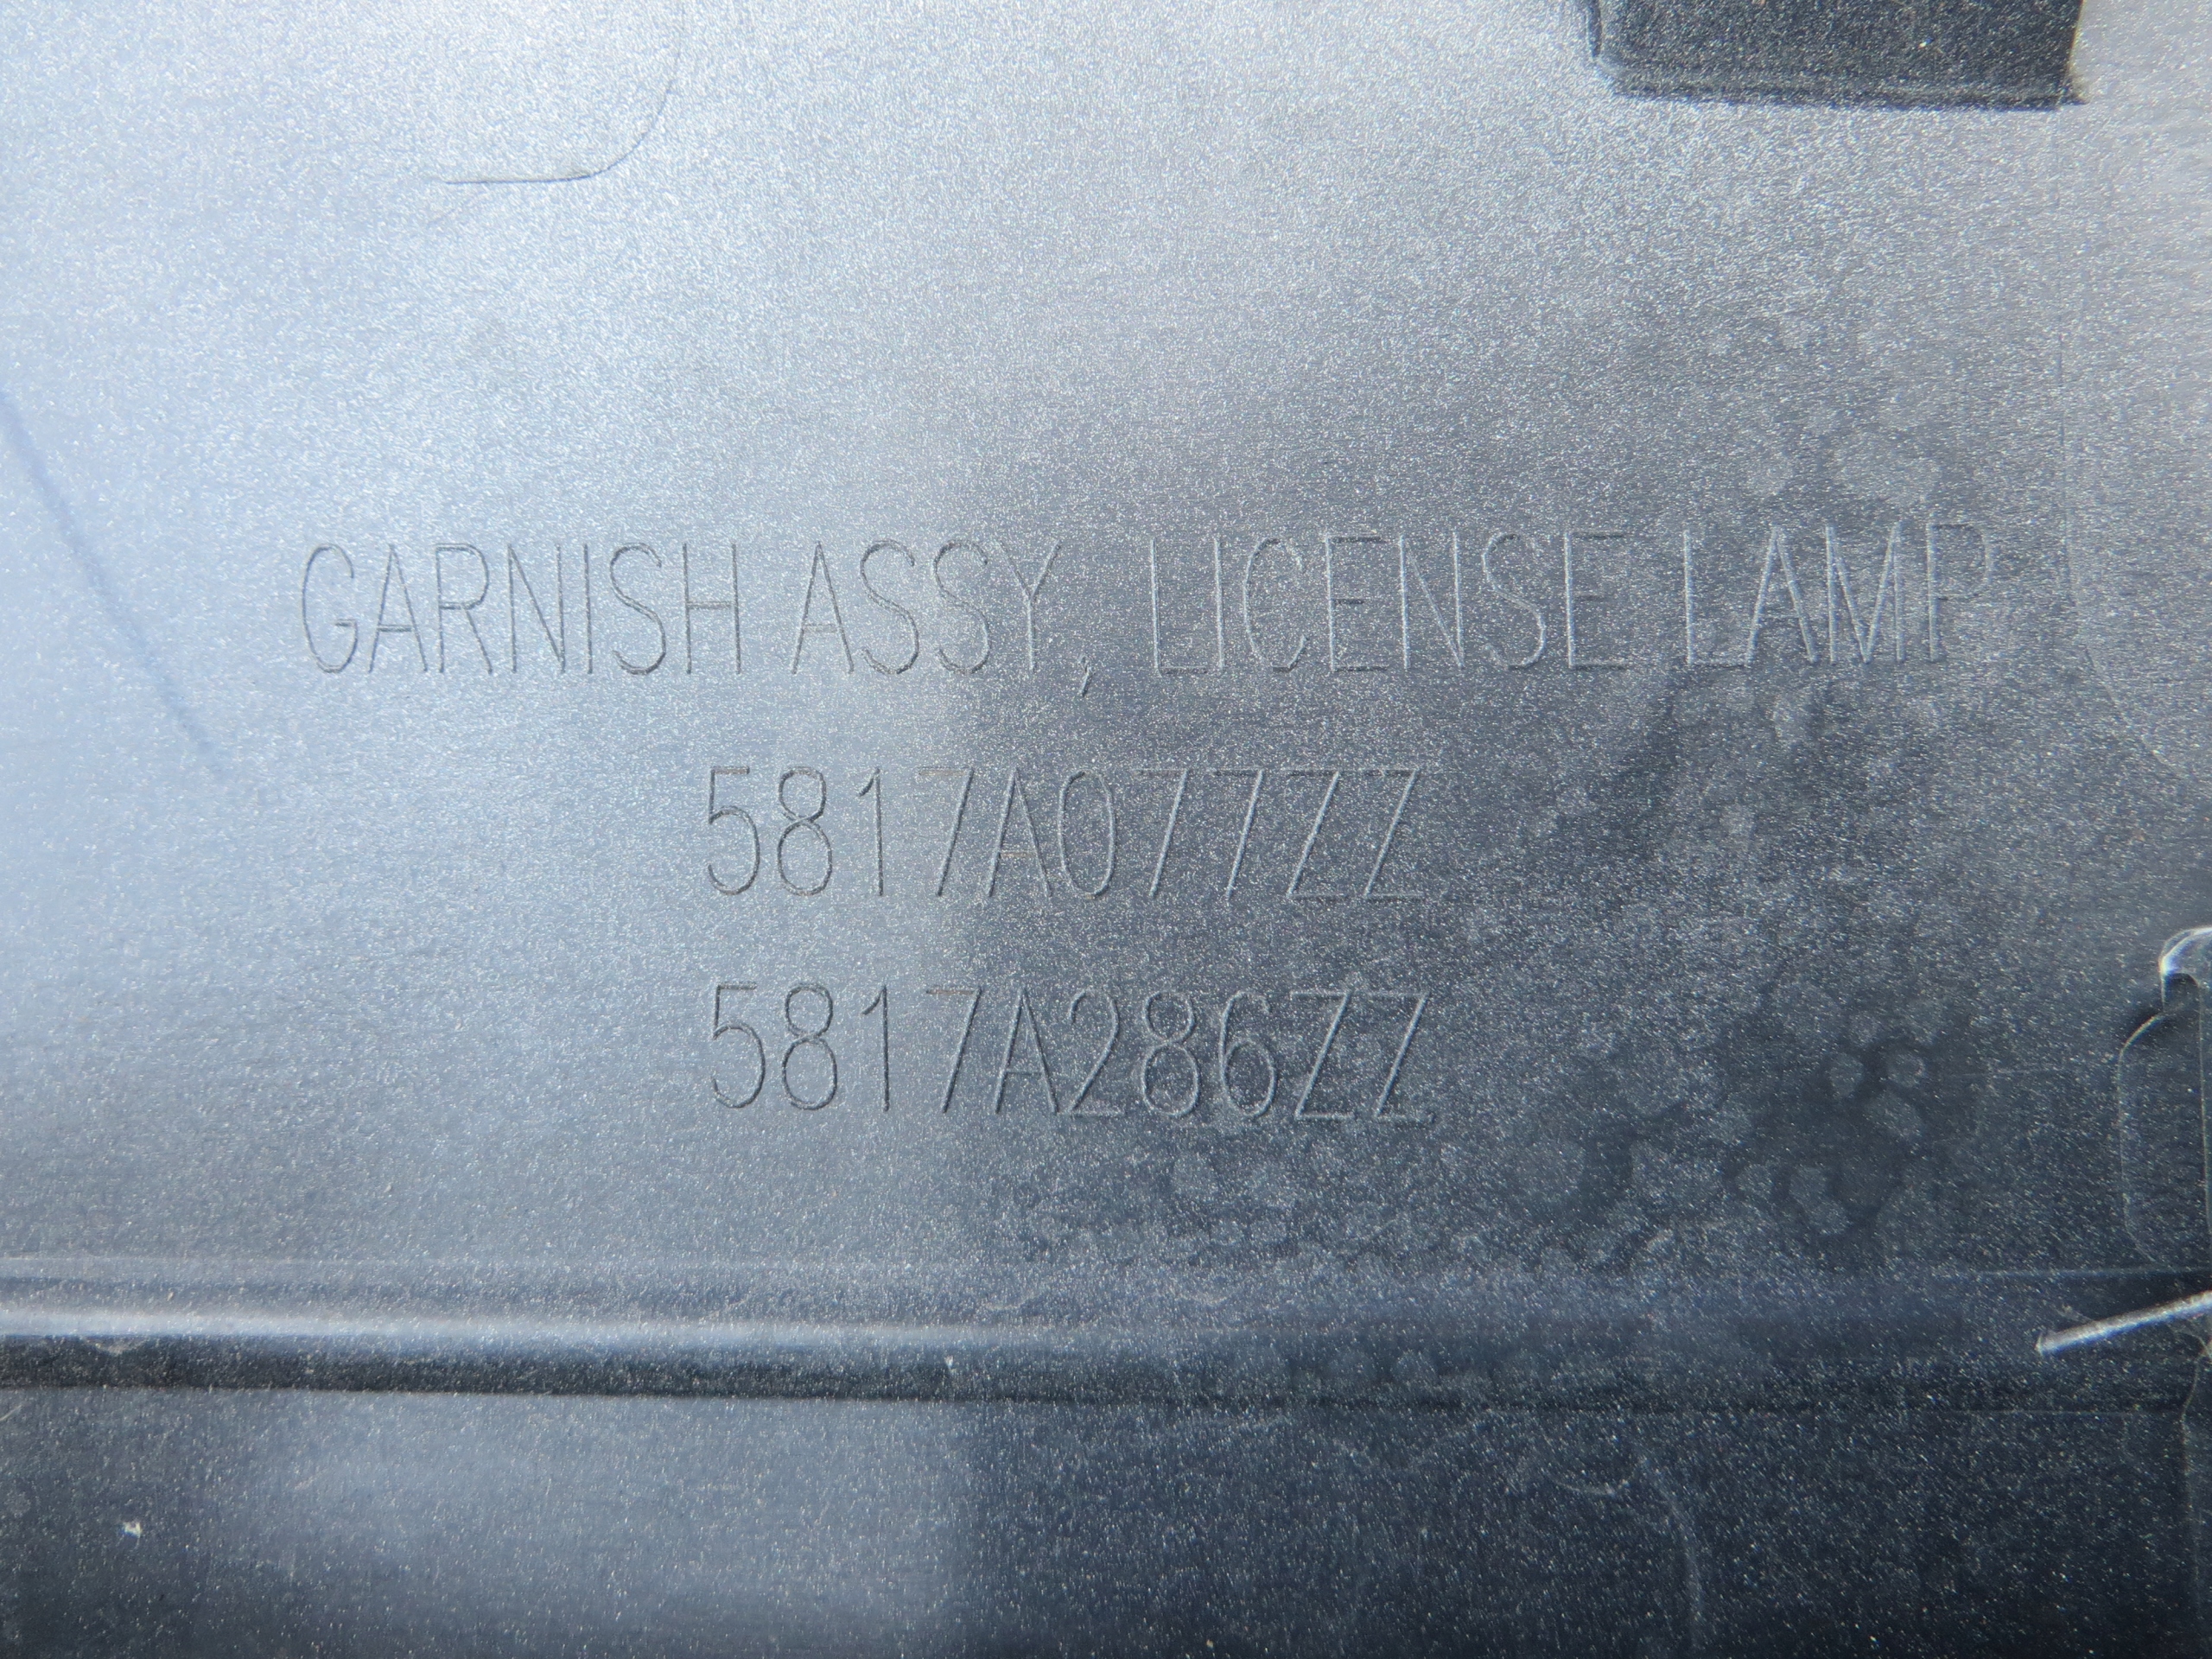 GARNISH ASSY, LICENSE LAMP
5817A077ZZ
5817A286ZZ